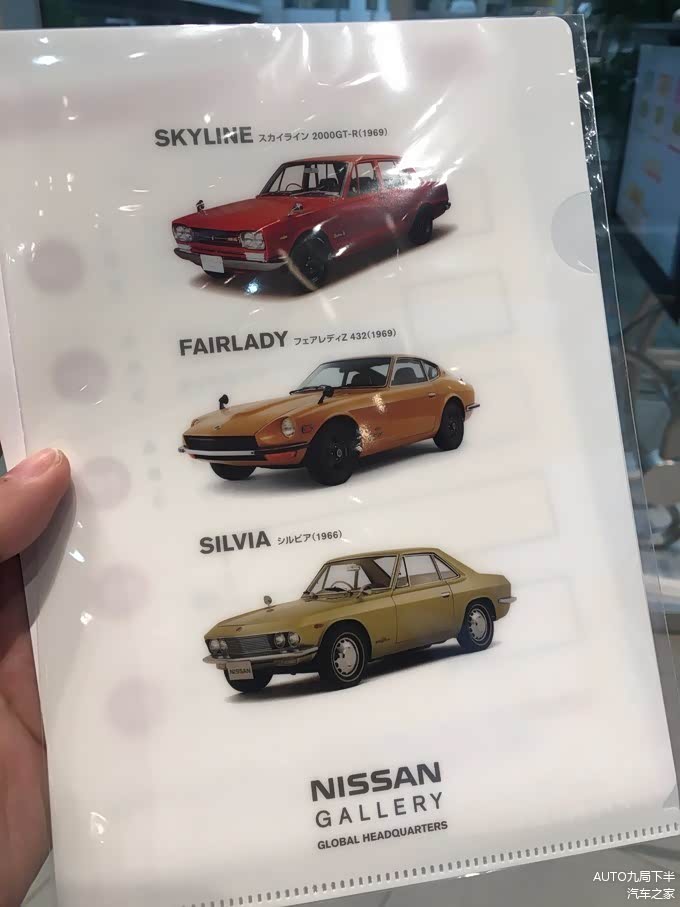 SKYLINE スカイライン 2000GT-R(1969)
FAIRLADY フェアレディZ 432(1969)
SILVIA シルビア(1966)
NISSAN
NISSAN
GALLERY
GLOBAL HEADQUARTERS
AUTO九局下半
汽车之家